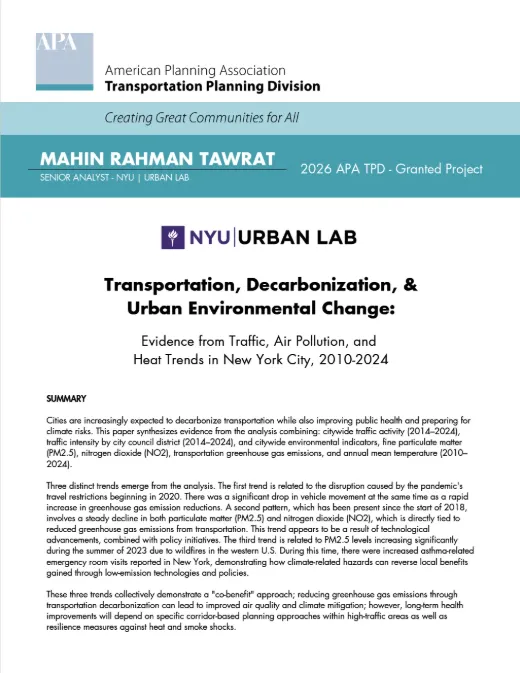 APA
American Planning Association
Transportation Planning Division
Creating Great Communities for All
MAHIN RAHMAN TAWRAT
SENIOR ANALYST - NYU | URBAN LAB
2026 APA TPD - Granted Project
NYU URBAN LAB
Transportation, Decarbonization, &
Urban Environmental Change:
Evidence from Traffic, Air Pollution, and
Heat Trends in New York City, 2010-2024
SUMMARY
Cities are increasingly expected to decarbonize transportation while also improving public health and preparing for
climate risks. This paper synthesizes evidence from the analysis combining: citywide traffic activity (2014–2024),
traffic intensity by city council district (2014–2024), and citywide environmental indicators, fine particulate matter
(PM2.5), nitrogen dioxide (NO2), transportation greenhouse gas emissions, and annual mean temperature (2010–
2024).
Three distinct trends emerge from the analysis. The first trend is related to the disruption caused by the pandemic's
travel restrictions beginning in 2020. There was a significant drop in vehicle movement at the same time as a rapid
increase in greenhouse gas emission reductions. A second pattern, which has been present since the start of 2018,
involves a steady decline in both particulate matter (PM2.5) and nitrogen dioxide (NO2), which is directly tied to
reduced greenhouse gas emissions from transportation. This trend appears to be a result of technological
advancements, combined with policy initiatives. The third trend is related to PM2.5 levels increasing significantly
during the summer of 2023 due to wildfires in the western U.S. During this time, there were increased asthma-related
emergency room visits reported in New York, demonstrating how climate-related hazards can reverse local benefits
gained through low-emission technologies and policies.
These three trends collectively demonstrate a "co-benefit" approach; reducing greenhouse gas emissions through
transportation decarbonization can lead to improved air quality and climate mitigation; however, long-term health
improvements will depend on specific corridor-based planning approaches within high-traffic areas as well as
resilience measures against heat and smoke shocks.